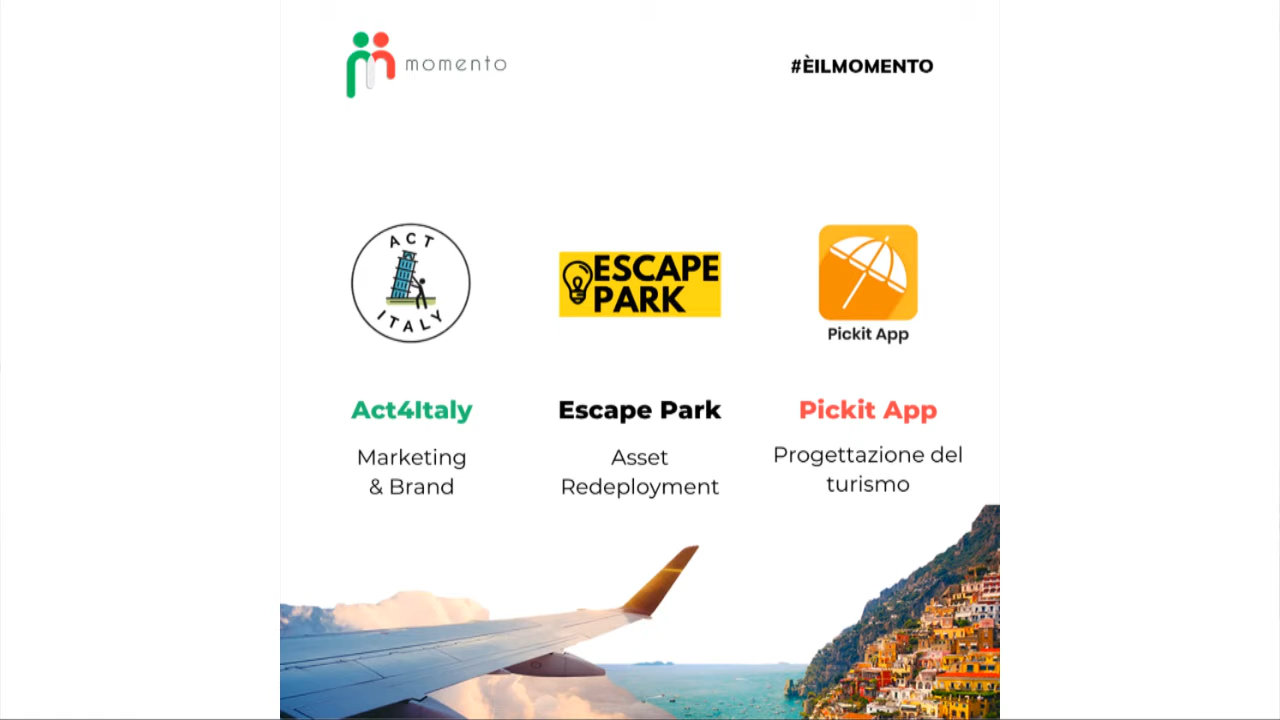 momento
#ÈILMOMENTO
ACT
ITALY
ESCAPE
PARK
Pickit App
Act4Italy
Escape Park
Pickit App
Marketing
& Brand
Asset
Redeployment
Progettazione del
turismo